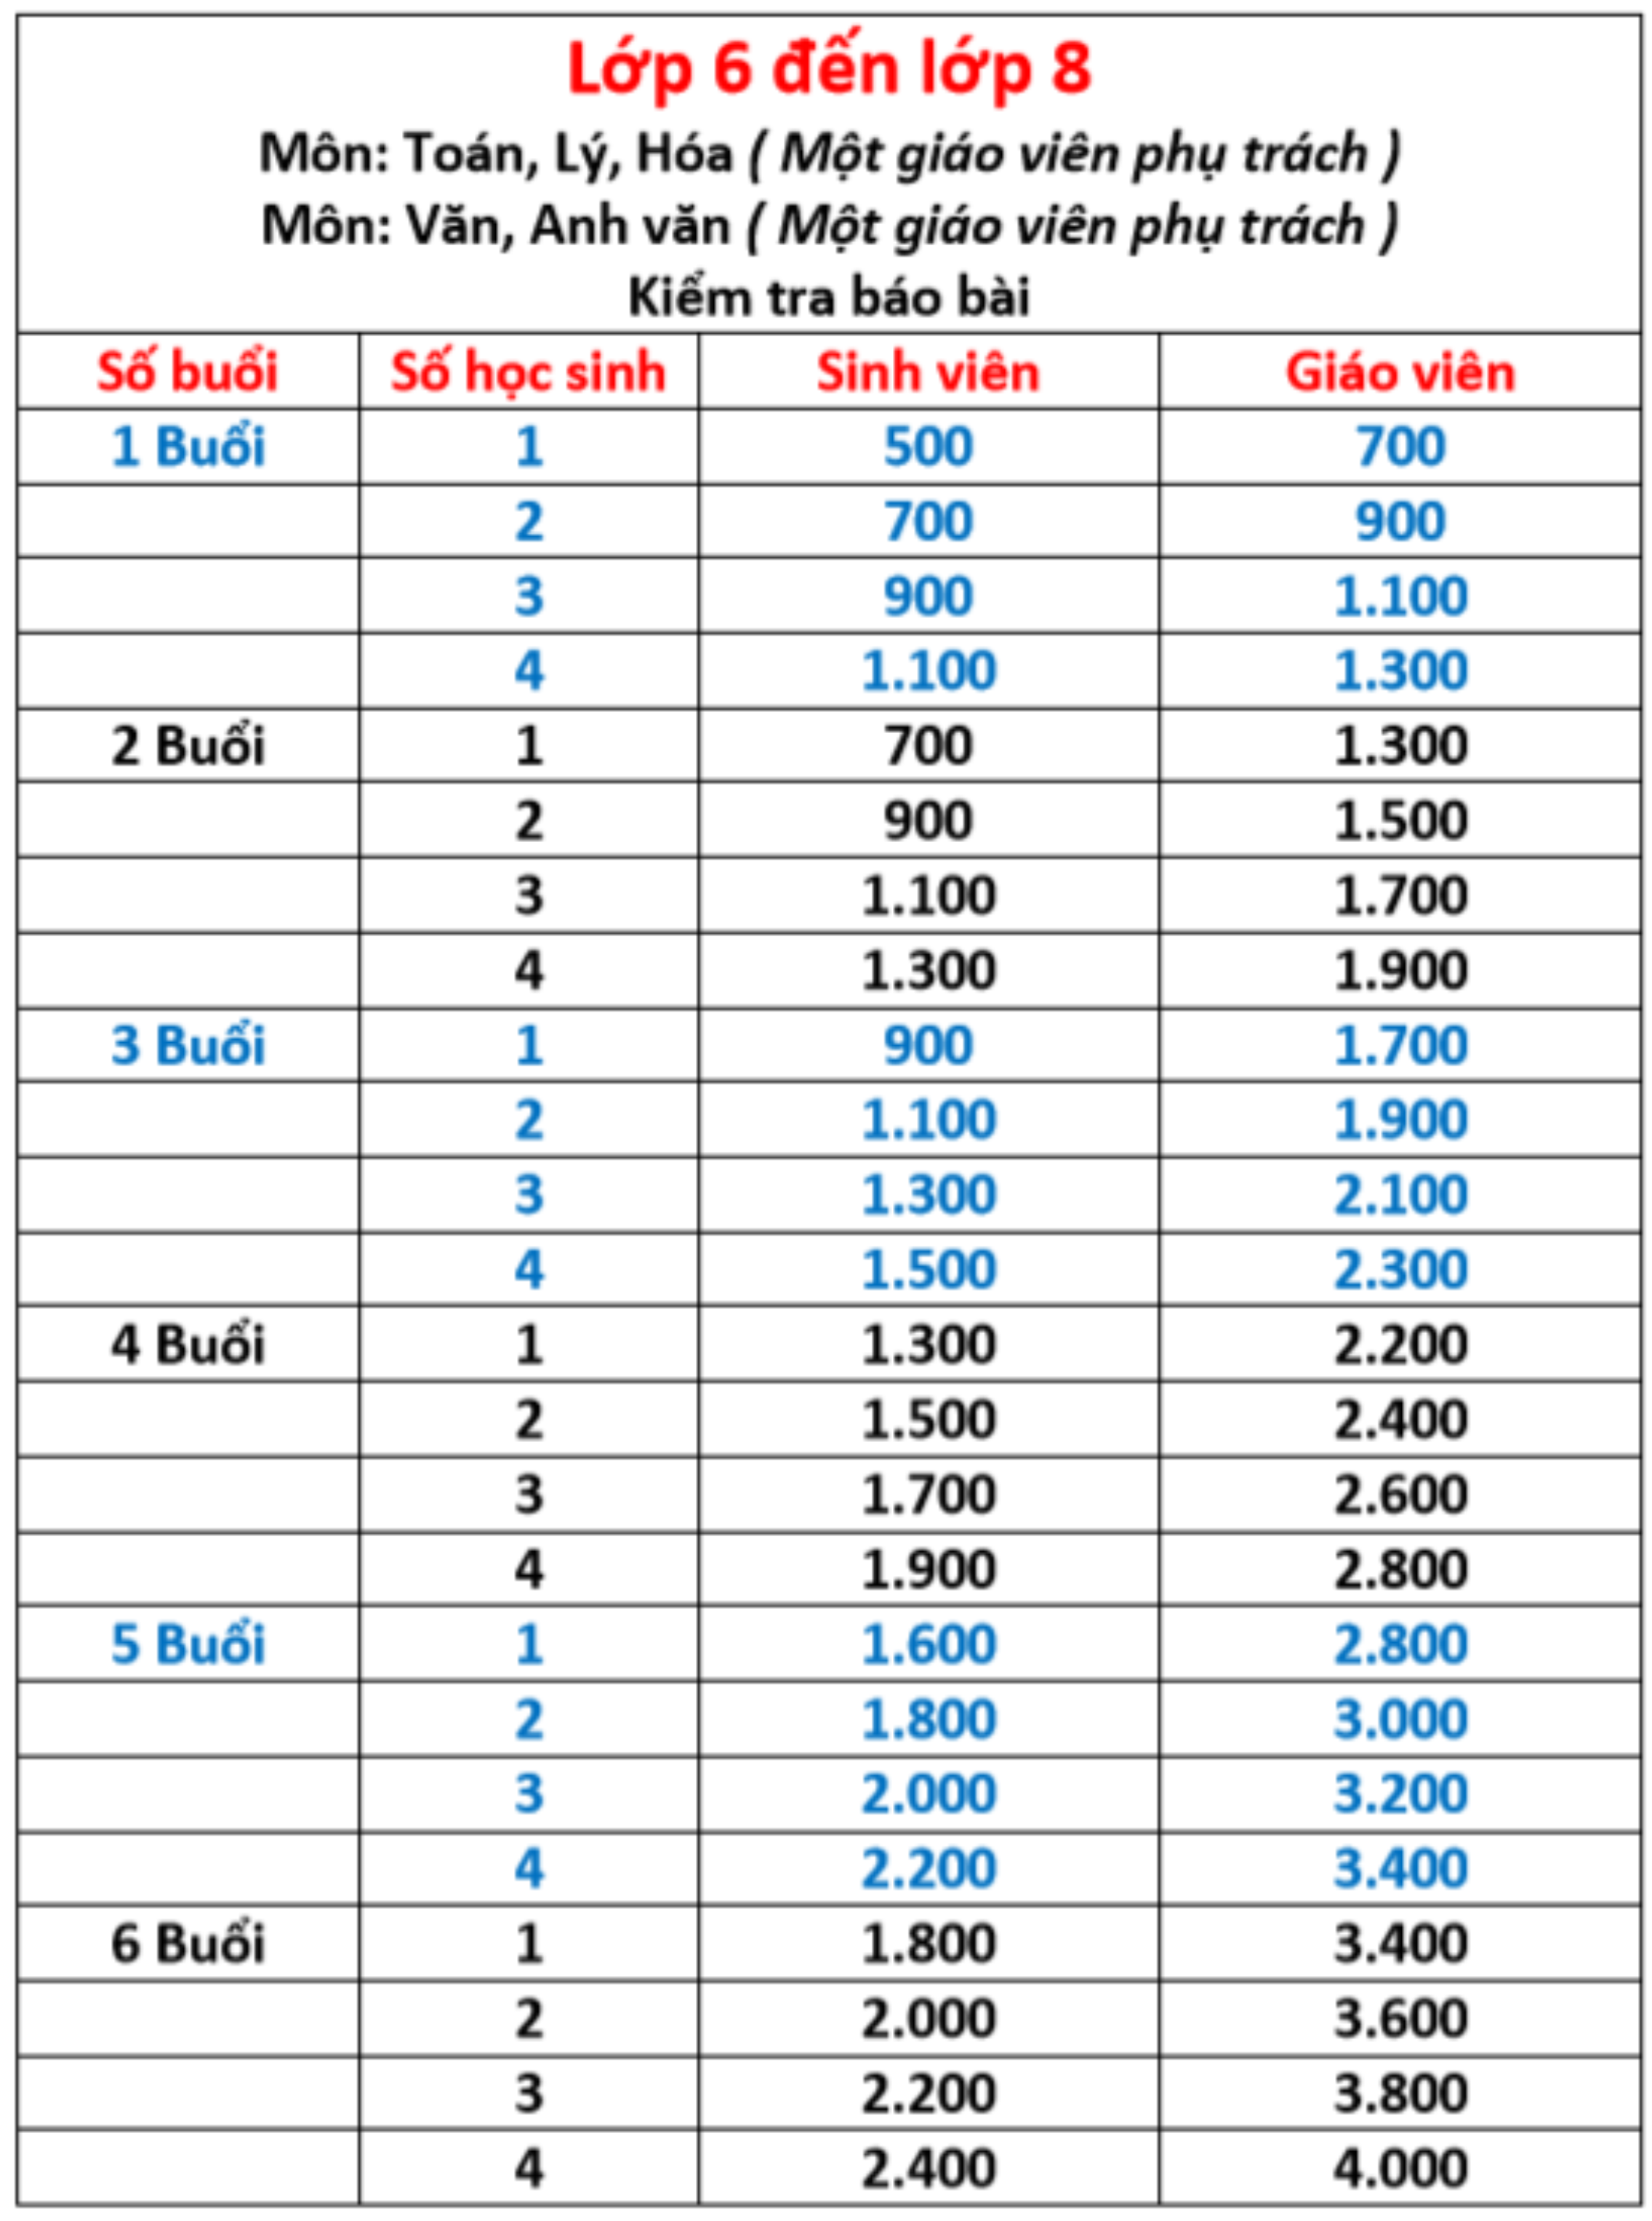 Lớp 6 đến lớp 8
Môn: Toán, Lý, Hóa ( Một giáo viên phụ trách )
Môn: Văn, Anh văn ( Một giáo viên phụ trách )
Kiểm tra báo bài
Số buổi Số học sinh Sinh viên Giáo viên
1 Buổi 1 500 700
2 700 900
3 900 1.100
4 1.100 1.300
2 Buổi 1 700 1.300
2 900 1.500
3 1.100 1.700
4 1.300 1.900
3 Buổi 1 900 1.700
2 1.100 1.900
3 1.300 2.100
4 1.500 2.300
4 Buổi 1 1.300 2.200
2 1.500 2.400
3 1.700 2.600
4 1.900 2.800
5 Buổi 1 1.600 2.800
2 1.800 3.000
3 2.000 3.200
4 2.200 3.400
6 Buổi 1 1.800 3.400
2 2.000 3.600
3 2.200 3.800
4 2.400 4.000